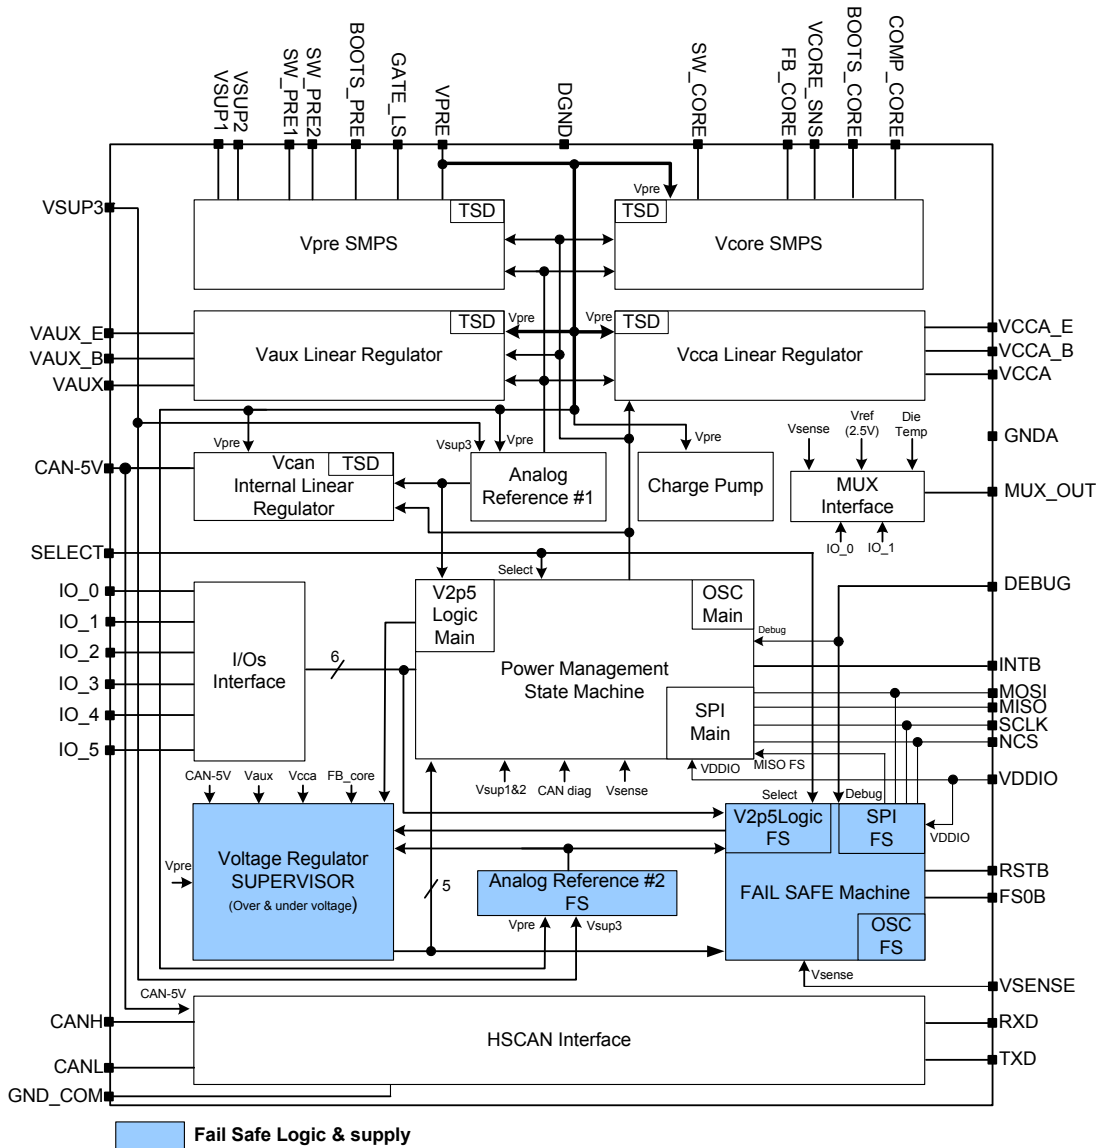 VSUP1
VSUP2
SW_PRE1
SW_PRE2
BOOTS_PRE
GATE_LS
VPRE
DGND
SW_CORE
FB_CORE
VCORE_SNS
BOOTS_CORE
COMP_CORE
VSUP3
TSD
Vpre SMPS
Vpre
TSD
Vcore SMPS
VAUX_E
VAUX_B
VAUX
TSD
Vaux Linear Regulator
Vpre
Vpre
TSD
Vcca Linear Regulator
VCCA_E
VCCA_B
VCCA
GNDA
CAN-5V
Vpre
Vcan
Internal Linear
Regulator
TSD
Vsup3
Vpre
Analog
Reference #1
Vpre
Charge Pump
Vsense
Vref
(2.5V)
Die
Temp
MUX
Interface
IO_0
IO_1
MUX_OUT
SELECT
Select
DEBUG
IO_0
IO_1
IO_2
IO_3
IO_4
IO_5
I/Os
Interface
6
V2p5
Logic
Main
OSC
Main
Debug
Power Management
State Machine
SPI
Main
INTB
MOSI
MISO
SCLK
NCS
VDDIO
MISO FS
VDDIO
Vsup1&2
CAN diag
Vsense
CAN-5V
Vaux
Vcca
FB_core
Vpre
Voltage Regulator
SUPERVISOR
(Over & under voltage)
5
Analog Reference #2
FS
Vpre
Vsup3
Select
Debug
V2p5Logic
FS
SPI
FS
VDDIO
FAIL SAFE Machine
OSC
FS
Vsense
RSTB
FS0B
VSENSE
CAN-5V
CANH
CANL
GND_COM
HSCAN Interface
RXD
TXD
Fail Safe Logic & supply